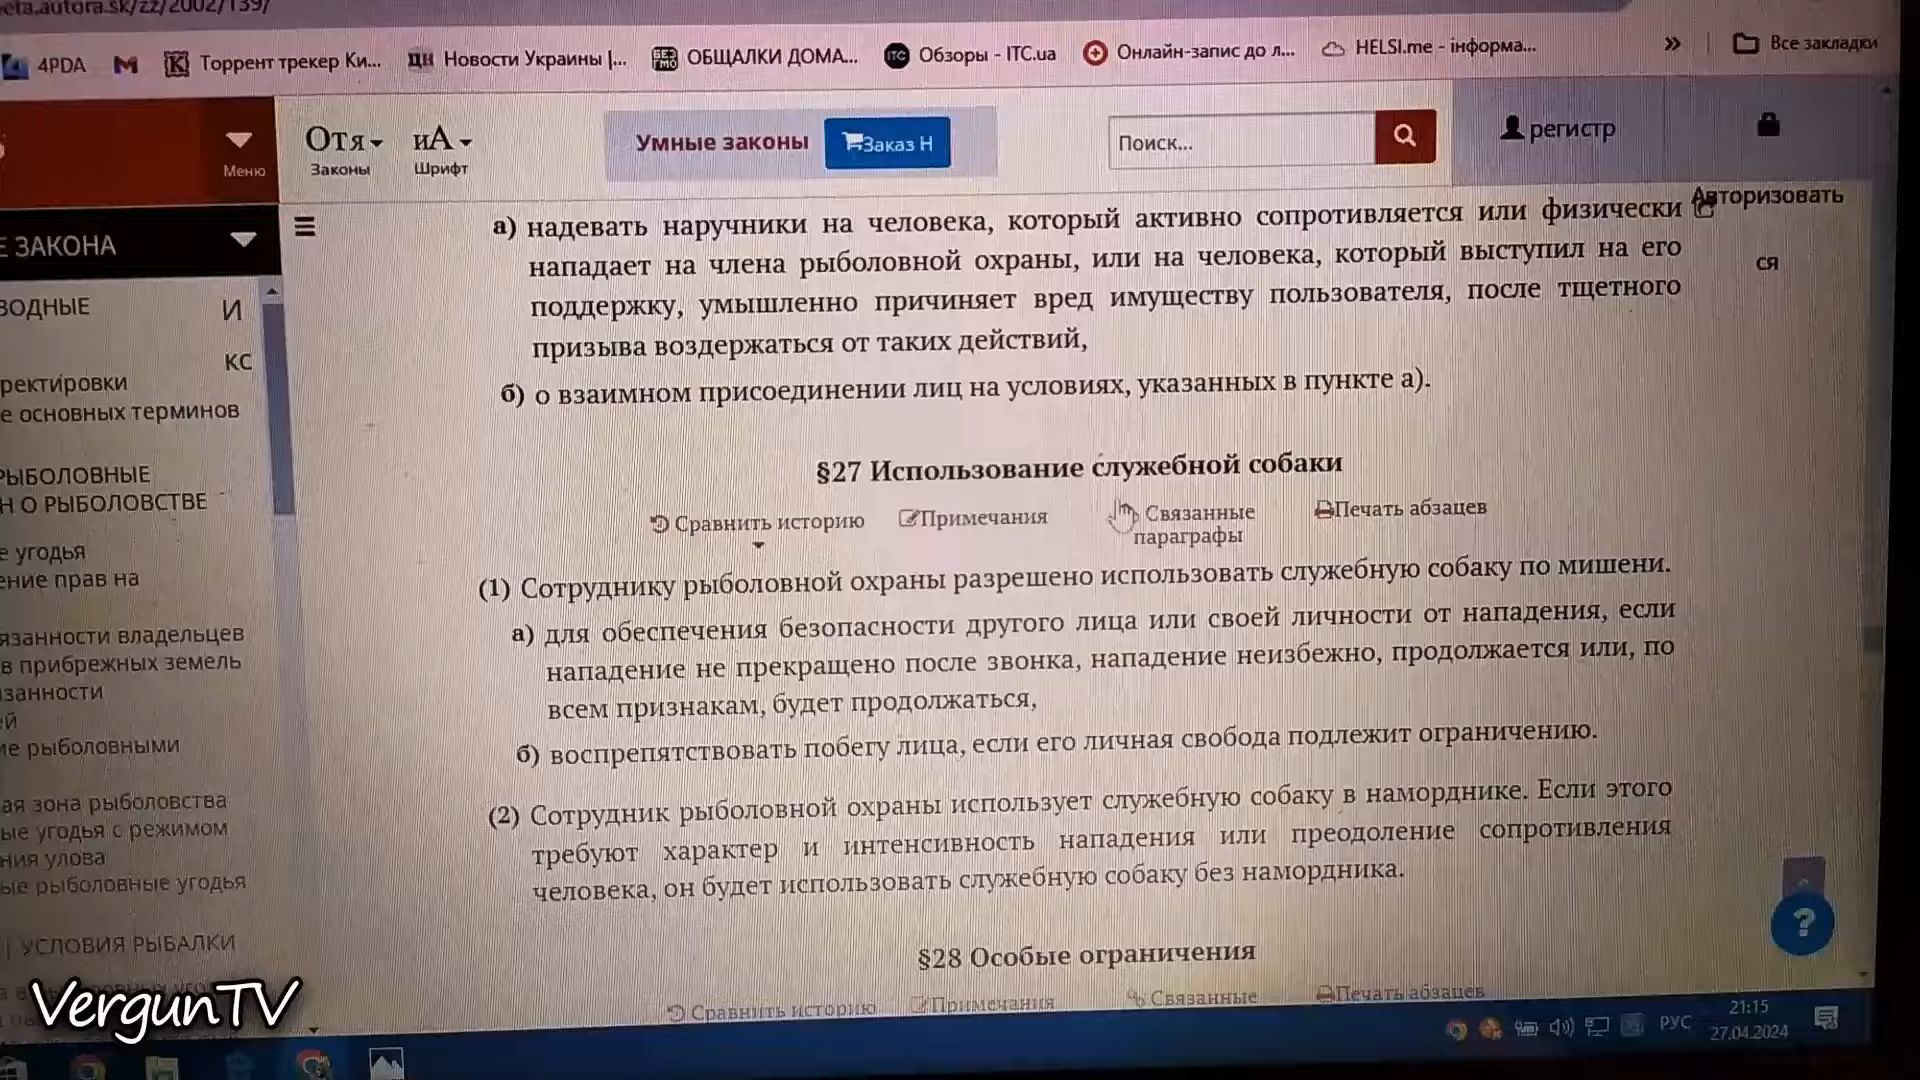 eta.autora.sk/zz/2002/139/
4PDA
Торрент трекер Ки...
Новости Украины |...
ОБЩАЛКИ ДОМА...
ITC
Обзоры - ITC.ua
Онлайн-запис до л...
HELSI.me - інформа...
»
Все закладки
Меню
Отя
Законы
иА
Шрифт
Умные законы
Заказ Н
Поиск...
регистр
Авторизовать
ся
Е ЗАКОНА
ВОДНЫЕ
И
КС
ректировки
е основных терминов
РЫБОЛОВНЫЕ
Н О РЫБОЛОВСТВЕ
е угодья
ение прав на
язанности владельцев
в прибрежных земель
язанности
ей
ие рыболовными
ая зона рыболовства
ые угодья с режимом
ния улова
ые рыболовные угодья
| УСЛОВИЯ РЫБАЛКИ
а) надевать наручники на человека, который активно сопротивляется или физически
нападает на члена рыболовной охраны, или на человека, который выступил на его
поддержку, умышленно причиняет вред имуществу пользователя, после тщетного
призыва воздержаться от таких действий,
б) о взаимном присоединении лиц на условиях, указанных в пункте а).
§27 Использование служебной собаки
Сравнить историю
Примечания
Связанные
параграфы
Печать абзацев
(1) Сотруднику рыболовной охраны разрешено использовать служебную собаку по мишени.
а) для обеспечения безопасности другого лица или своей личности от нападения, если
нападение не прекращено после звонка, нападение неизбежно, продолжается или, по
всем признакам, будет продолжаться,
б) воспрепятствовать побегу лица, если его личная свобода подлежит ограничению.
(2) Сотрудник рыболовной охраны использует служебную собаку в наморднике. Если этого
требуют характер и интенсивность нападения или преодоление сопротивления
человека, он будет использовать служебную собаку без намордника.
§28 Особые ограничения
Сравнить историю
Примечания
Связанные
Печать абзацев
?
VergunTV
РУС
21:15
27.04.2024